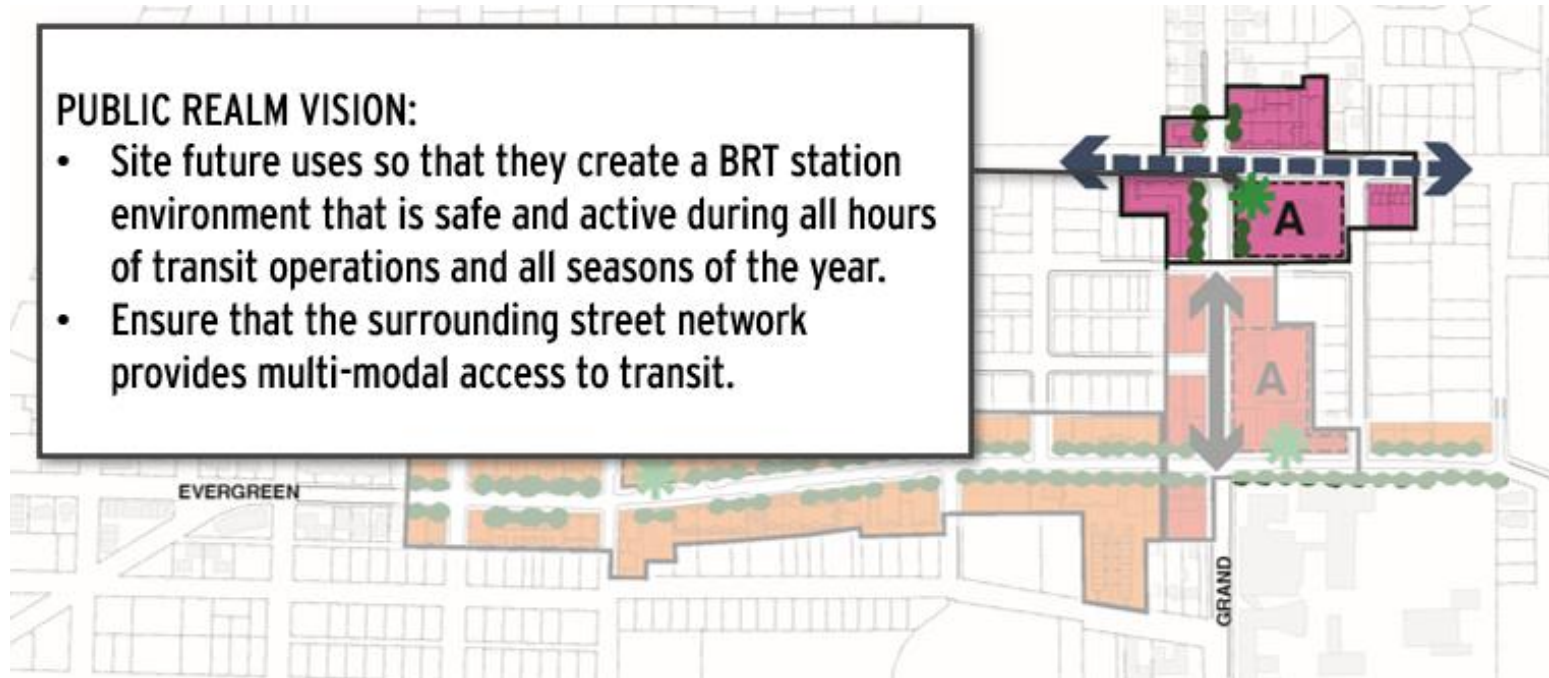 PUBLIC REALM VISION:
• Site future uses so that they create a BRT station
environment that is safe and active during all hours
of transit operations and all seasons of the year.
• Ensure that the surrounding street network
provides multi-modal access to transit.
A
A
EVERGREEN
GRAND